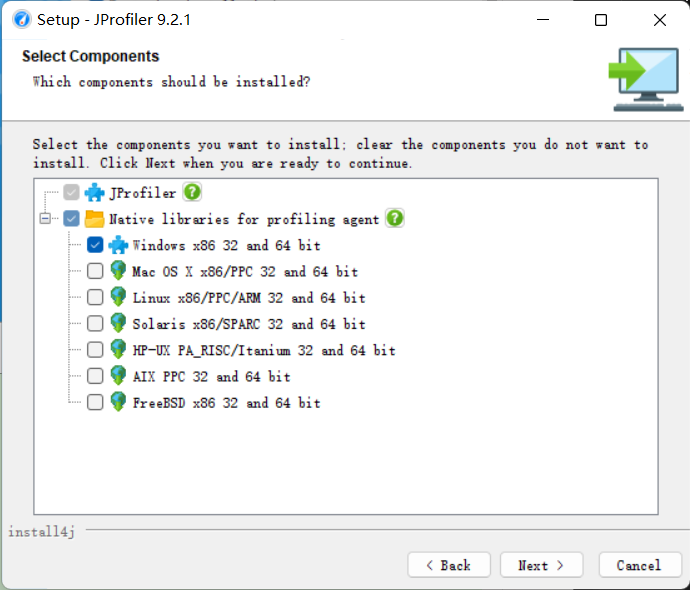 Setup - JProfiler 9.2.1
Select Components
Which components should be installed?
Select the components you want to install; clear the components you do not want to
install. Click Next when you are ready to continue.
JProfiler
Native libraries for profiling agent
Windows x86 32 and 64 bit
Mac OS X x86/PPC 32 and 64 bit
Linux x86/PPC/ARM 32 and 64 bit
Solaris x86/SPARC 32 and 64 bit
HP-UX PA_RISC/Itanium 32 and 64 bit
AIX PPC 32 and 64 bit
FreeBSD x86 32 and 64 bit
install4j
< Back Next > Cancel